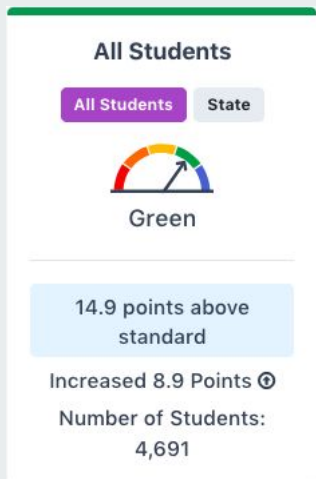 All Students
All Students
State
Green
14.9 points above
standard
Increased 8.9 Points
Number of Students:
4,691